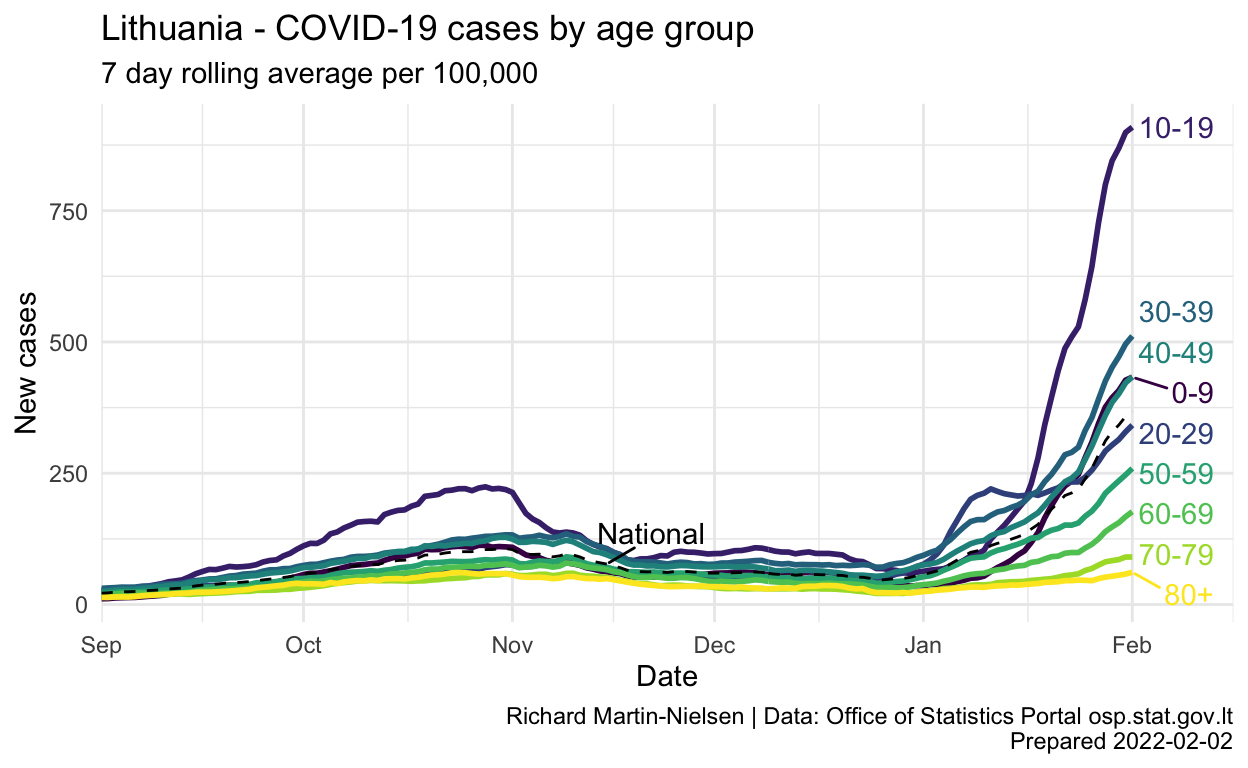 Lithuania - COVID-19 cases by age group
7 day rolling average per 100,000
New cases
750
500
250
0
10-19
30-39
40-49
0-9
20-29
50-59
60-69
70-79
80+
National
Sep Oct Nov Dec Jan Feb
Date
Richard Martin-Nielsen | Data: Office of Statistics Portal osp.stat.gov.lt
Prepared 2022-02-02